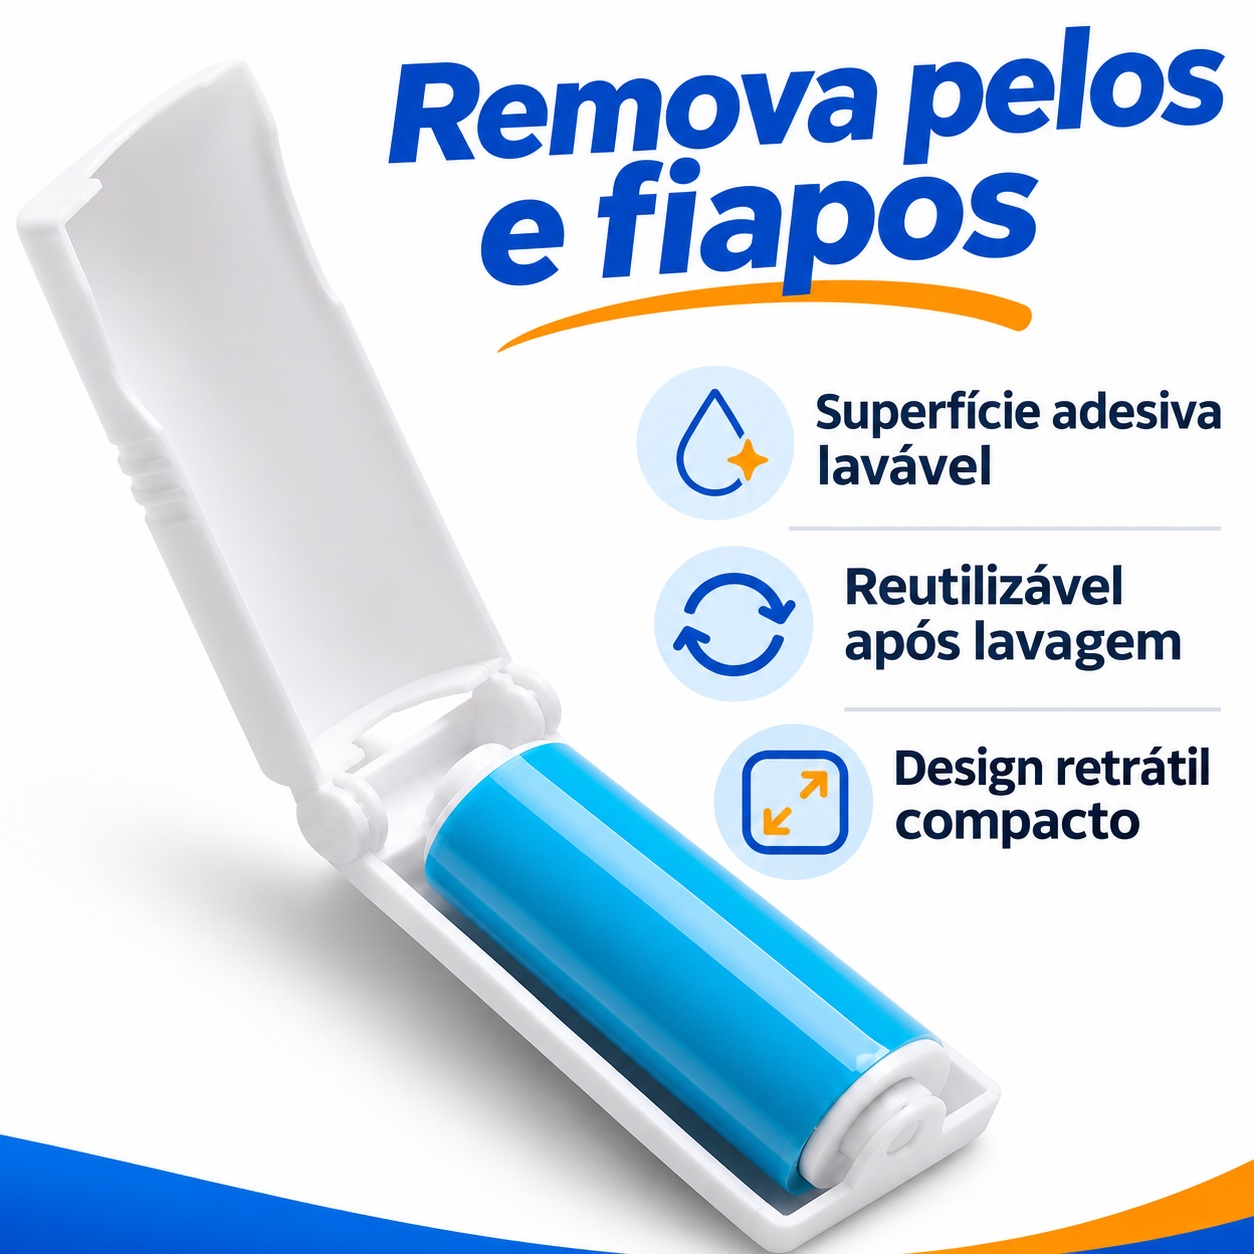 Remova pelos
e fiapos
Superfície adesiva
lavável
Reutilizável
após lavagem
Design retrátil
compacto